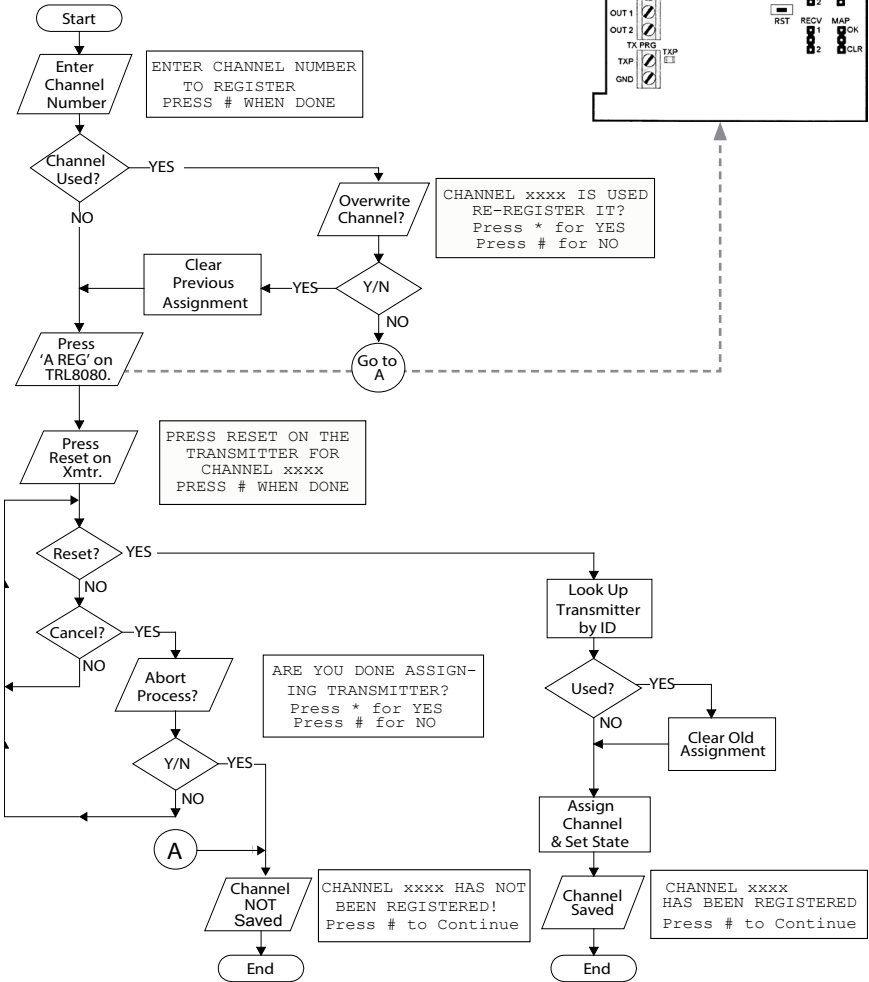 Start
Enter
Channel
Number
ENTER CHANNEL NUMBER
TO REGISTER
PRESS # WHEN DONE
OUT 1
OUT 2
TX PRG
TXP
TXP
GND
RST
RECV
1
2
MAP
OK
CLR
2
Channel
Used?
YES
NO
Overwrite
Channel?
CHANNEL xxxx IS USED
RE-REGISTER IT?
Press * for YES
Press # for NO
Clear
Previous
Assignment
YES
Y/N
NO
Go to
A
Press
'A REG' on
TRL8080.
Press
Reset on
Xmtr.
PRESS RESET ON THE
TRANSMITTER FOR
CHANNEL xxxx
PRESS # WHEN DONE
Reset?
YES
NO
Cancel?
YES
NO
Abort
Process?
ARE YOU DONE ASSIGN-
ING TRANSMITTER?
Press * for YES
Press # for NO
Y/N
YES
NO
A
Channel
NOT
Saved
CHANNEL xxxx HAS NOT
BEEN REGISTERED!
Press # to Continue
End
Look Up
Transmitter
by ID
Used?
YES
NO
Clear Old
Assignment
Assign
Channel
& Set State
Channel
Saved
CHANNEL xxxx
HAS BEEN REGISTERED
Press # to Continue
End